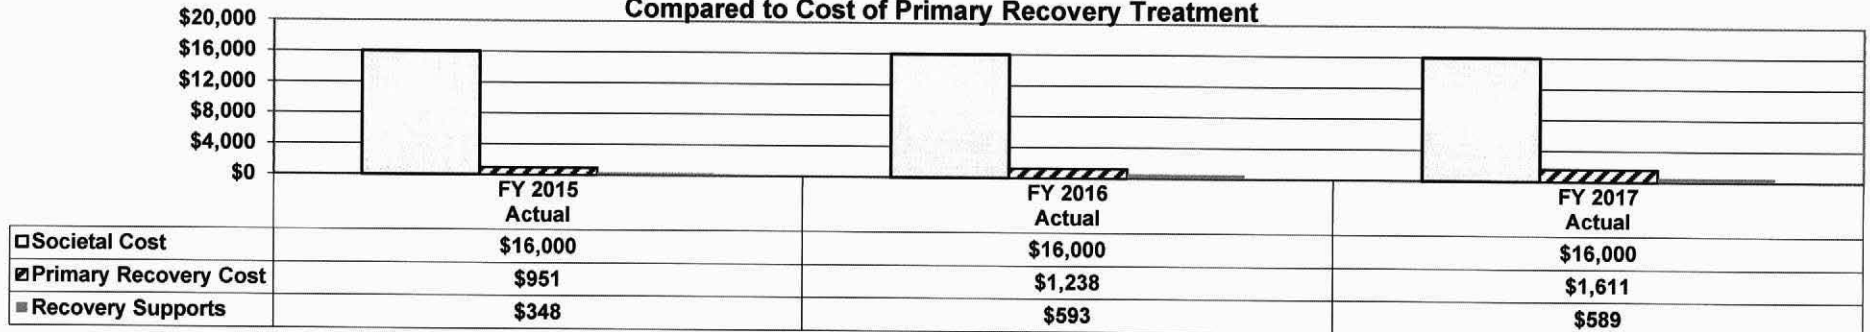 Compared to Cost of Primary Recovery Treatment
$20,000
$16,000
$12,000
$8,000
$4,000
$0
FY 2015 Actual
FY 2016 Actual
FY 2017 Actual
Societal Cost $16,000 $16,000 $16,000
Primary Recovery Cost $951 $1,238 $1,611
Recovery Supports $348 $593 $589